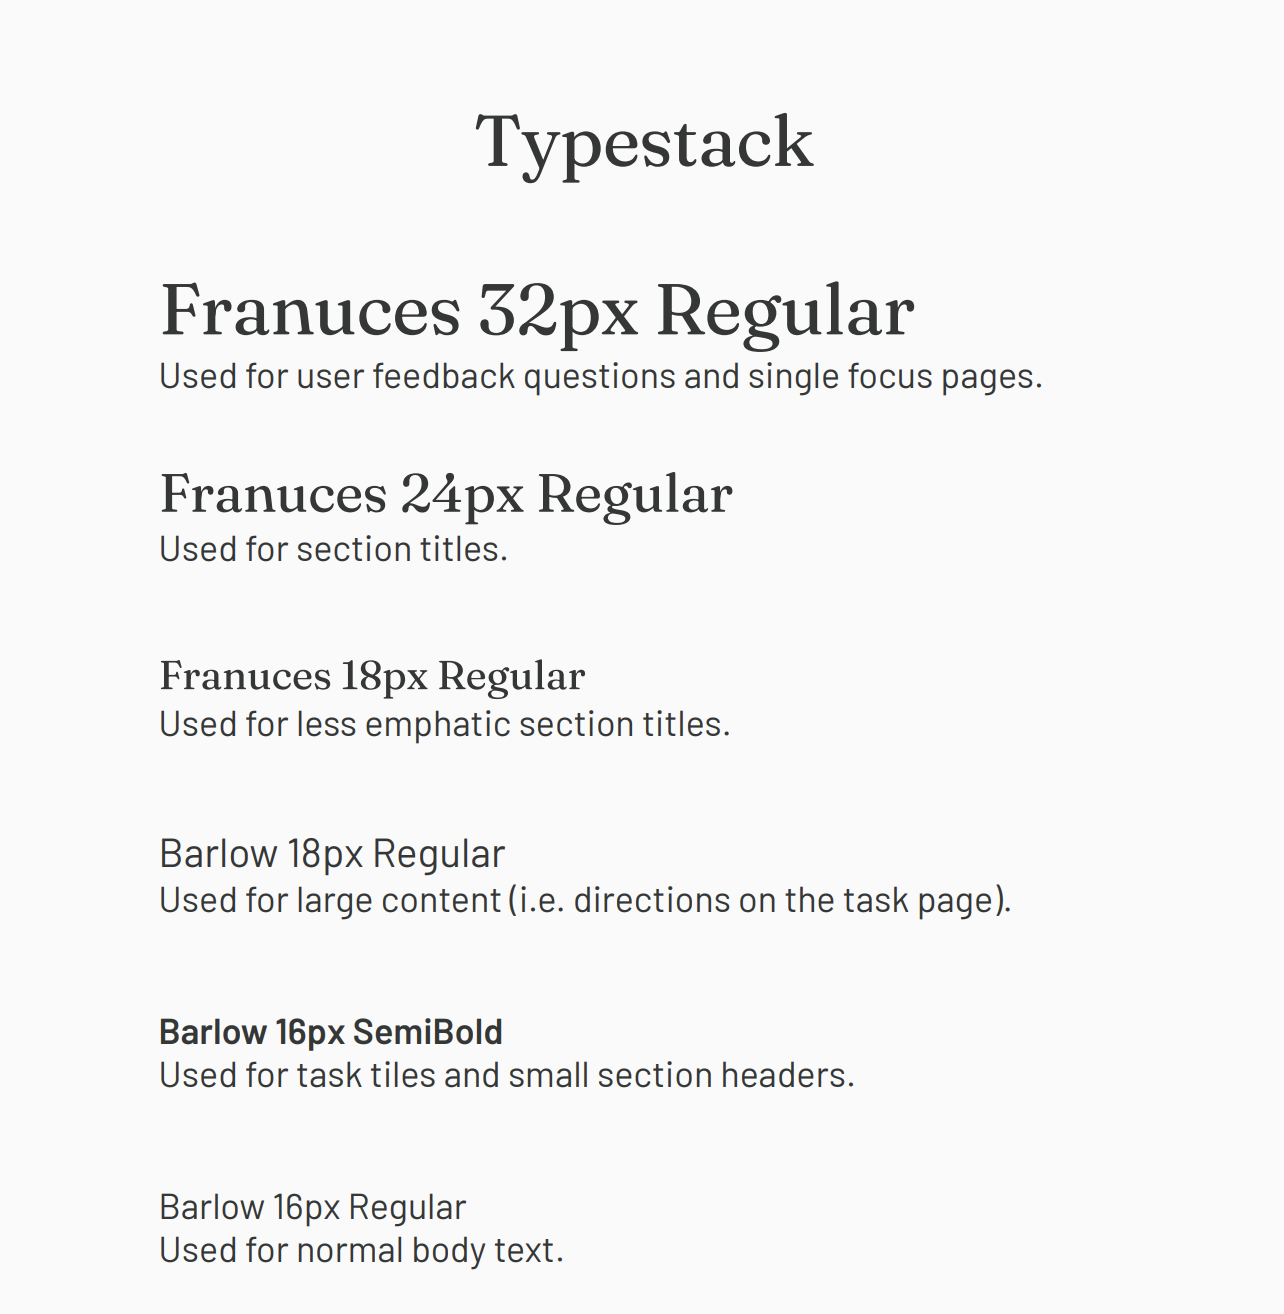 Typestack
Franuces 32px Regular
Used for user feedback questions and single focus pages.
Franuces 24px Regular
Used for section titles.
Franuces 18px Regular
Used for less emphatic section titles.
Barlow 18px Regular
Used for large content (i.e. directions on the task page).
Barlow 16px SemiBold
Used for task tiles and small section headers.
Barlow 16px Regular
Used for normal body text.